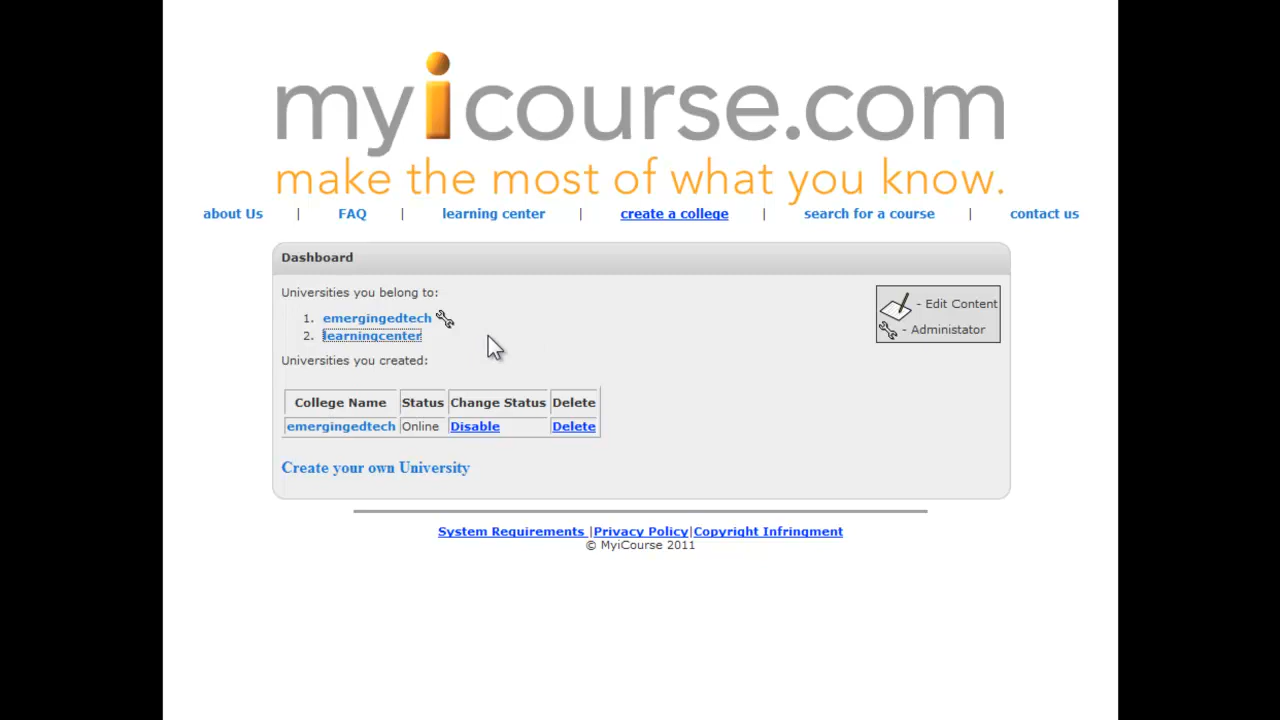 myicourse.com
make the most of what you know.
about Us | FAQ | learning center | create a college | search for a course | contact us
Dashboard
Universities you belong to:
1. emergingedtech
2. learningcenter
Universities you created:
- Edit Content
- Administator
College Name Status Change Status Delete
emergingedtech Online Disable Delete
Create your own University
System Requirements |Privacy Policy|Copyright Infringment
© MyiCourse 2011